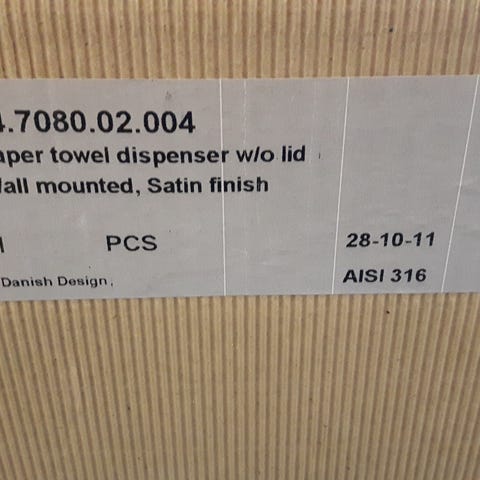 4.7080.02.004
aper towel dispenser w/o lid
all mounted, Satin finish
PCS 28-10-11
Danish Design, AISI 316